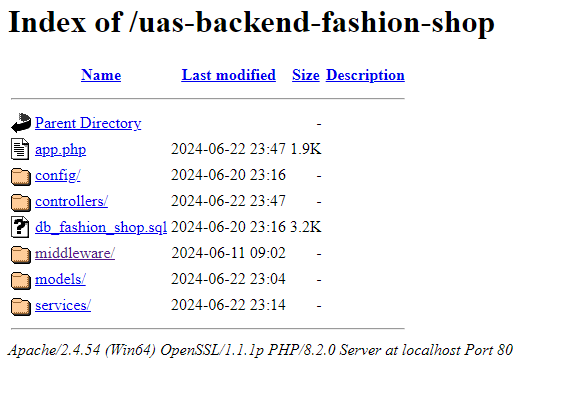 Index of /uas-backend-fashion-shop
Name Last modified Size Description
Parent Directory -
app.php 2024-06-22 23:47 1.9K
config/ 2024-06-20 23:16 -
controllers/ 2024-06-22 23:47 -
db_fashion_shop.sql 2024-06-20 23:16 3.2K
middleware/ 2024-06-11 09:02 -
models/ 2024-06-22 23:04 -
services/ 2024-06-22 23:14 -
Apache/2.4.54 (Win64) OpenSSL/1.1.1p PHP/8.2.0 Server at localhost Port 80